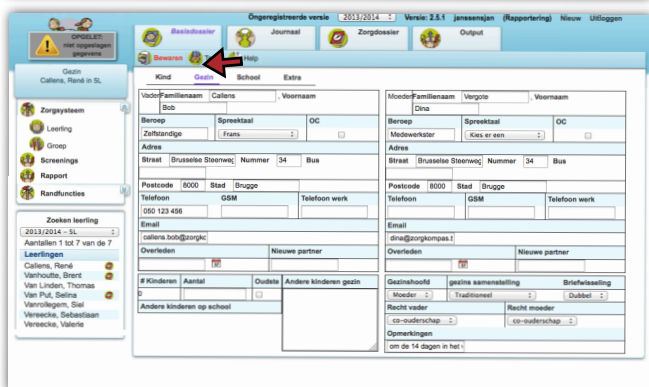 Ongeregistreerde versie 2013/2014 Versie: 2.5.1 janssensjan (Rapportering) Nieuw Uitloggen
OPGELET:
niet opgeslagen
gegevens
Basisdossier Journaal Zorgdossier Output
Bewaren Help
Gezin
Callens, René in 5L
Kind Gezin School Extra
Zorgsysteem
Leerling
Groep
Screenings
Rapport
Randfuncties
Zoeken leerling
2013/2014 - 5L
Aantallen 1 tot 7 van de 7
Leerlingen
Callens, René
Vanhoutte, Brent
Van Linden, Thomas
Van Put, Selina
Vanrollegem, Siel
Vereecke, Sebastiaan
Vereecke, Valerie
Vader Familienaam Callens , Voornaam
Bob
Beroep Spreektaal OC
Zelfstandige Frans
Adres
Straat Brusselse Steenweg Nummer 34 Bus
Postcode 8000 Stad Brugge
Telefoon GSM Telefoon werk
050 123 456
Email
callens.bob@zorgkc
Overleden Nieuwe partner
# Kinderen Aantal Oudste Andere kinderen gezin
0
Andere kinderen op school
Moeder Familienaam Vergote , Voornaam
Dina
Beroep Spreektaal OC
Medewerkster Kies er een
Adres
Straat Brusselse Steenweg Nummer 34 Bus
Postcode 8000 Stad Brugge
Telefoon GSM Telefoon werk
Email
dina@zorgkompas.t
Overleden Nieuwe partner
Gezinshoofd gezins samenstelling Briefwisseling
Moeder Traditioneel Dubbel
Recht vader Recht moeder
co-ouderschap co-ouderschap
Opmerkingen
om de 14 dagen in het